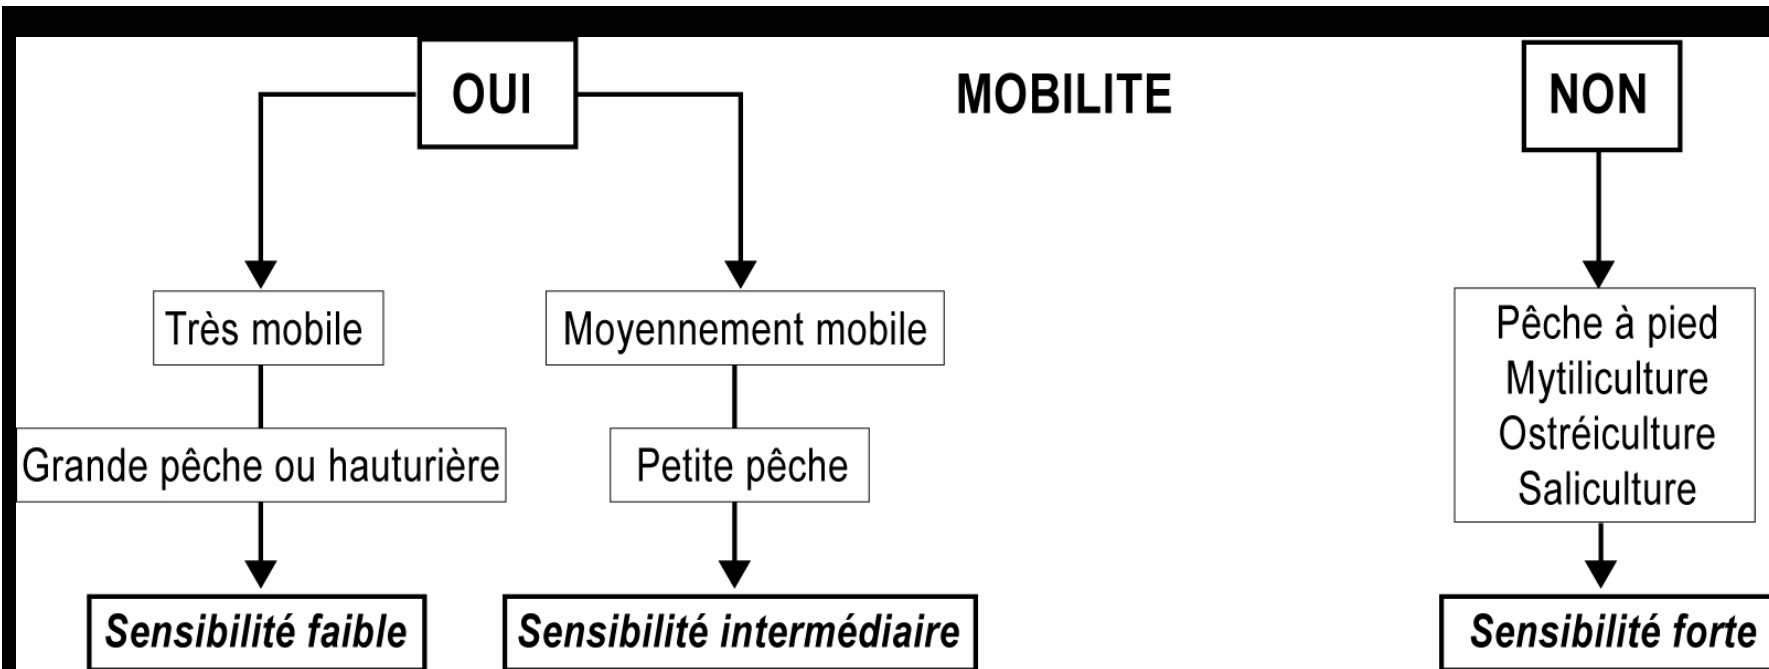 OUI
MOBILITE
NON
Très mobile
Moyennement mobile
Pêche à pied
Mytiliculture
Ostréiculture
Saliculture
Grande pêche ou hauturière
Petite pêche
Sensibilité faible
Sensibilité intermédiaire
Sensibilité forte